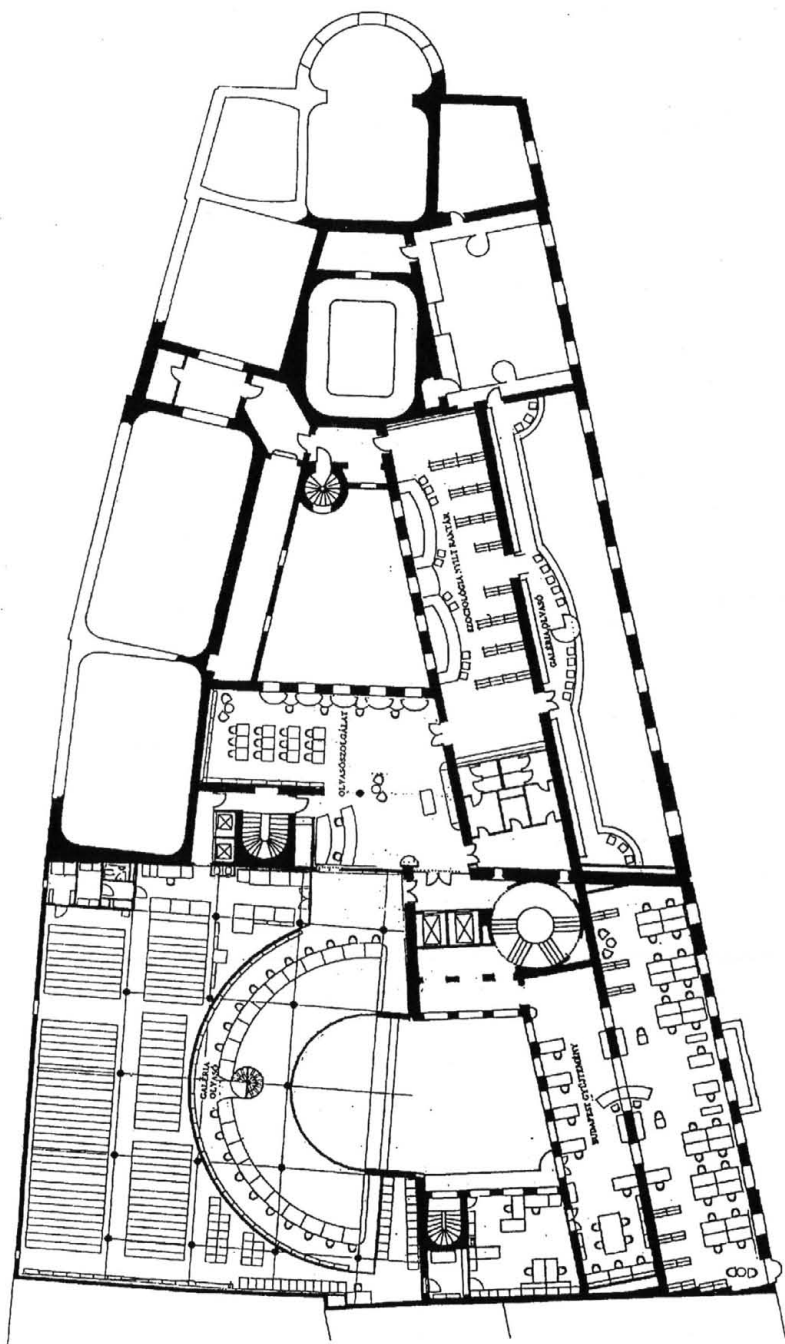 SZOCIOLÓGIA NYILT RAKTÁR
GALÉRIA OLVASÓ
OLVASÓSZOLGÁLAT
GALÉRIA
OLVASÓ
BUDAPEST GYŰJTEMÉNY